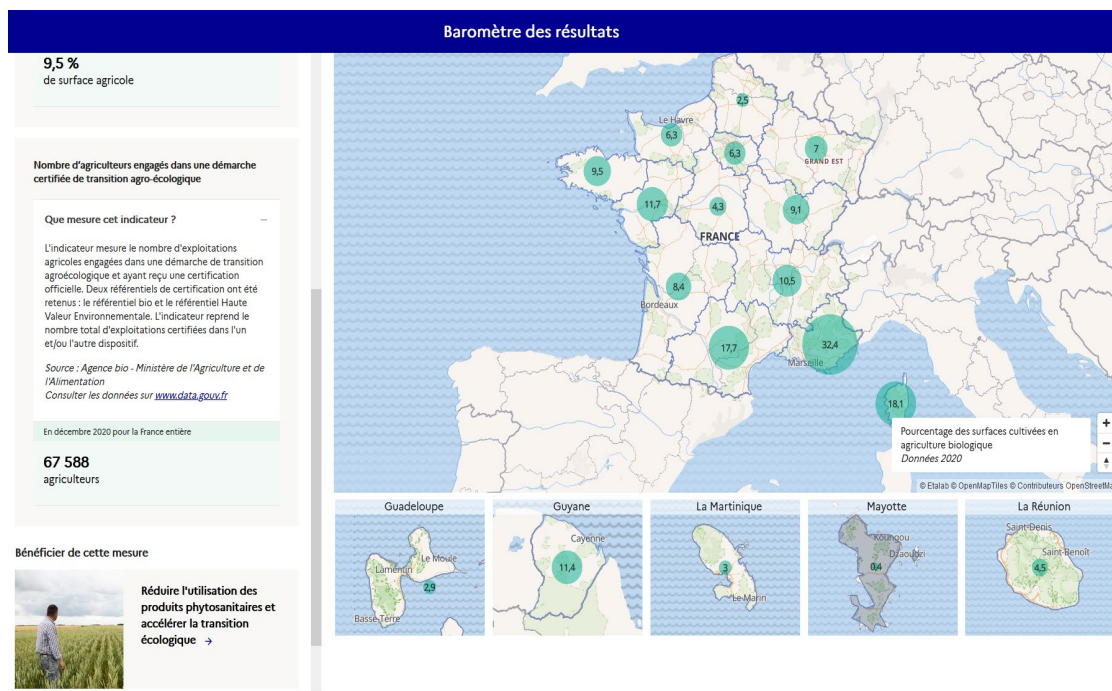 Baromètre des résultats
9,5 %
de surface agricole
Nombre d'agriculteurs engagés dans une démarche
certifiée de transition agro-écologique
Que mesure cet indicateur ?
L'indicateur mesure le nombre d'exploitations
agricoles engagées dans une démarche de transition
agroécologique et ayant reçu une certification
officielle. Deux référentiels de certification ont été
retenus : le référentiel bio et le référentiel Haute
Valeur Environnementale. L'indicateur reprend le
nombre total d'exploitations certifiées dans l'un
et/ou l'autre dispositif.
Source : Agence bio - Ministère de l'Agriculture et de
l'Alimentation
Consulter les données sur www.data.gouv.fr
En décembre 2020 pour la France entière
67 588
agriculteurs
Bénéficier de cette mesure
Réduire l'utilisation des
produits phytosanitaires et
accélérer la transition
écologique →
2,5
Le Havre
6,3
6,3
7
GRAND EST
9,5
11,7
4,3
9,1
FRANCE
8,4
10,5
Bordeaux
17,7
32,4
Marseille
18,1
Pourcentage des surfaces cultivées en
agriculture biologique
Données 2020
+
−
© Etalab © OpenMapTiles © Contributeurs OpenStreetMa
Guadeloupe
Le Moule
Lamentin
2,9
Basse-Terre
Guyane
Cayenne
11,4
La Martinique
3
Le Marin
Mayotte
Koungou
Dzaoudzi
0,4
La Réunion
Saint-Denis
Saint-Benoît
4,5